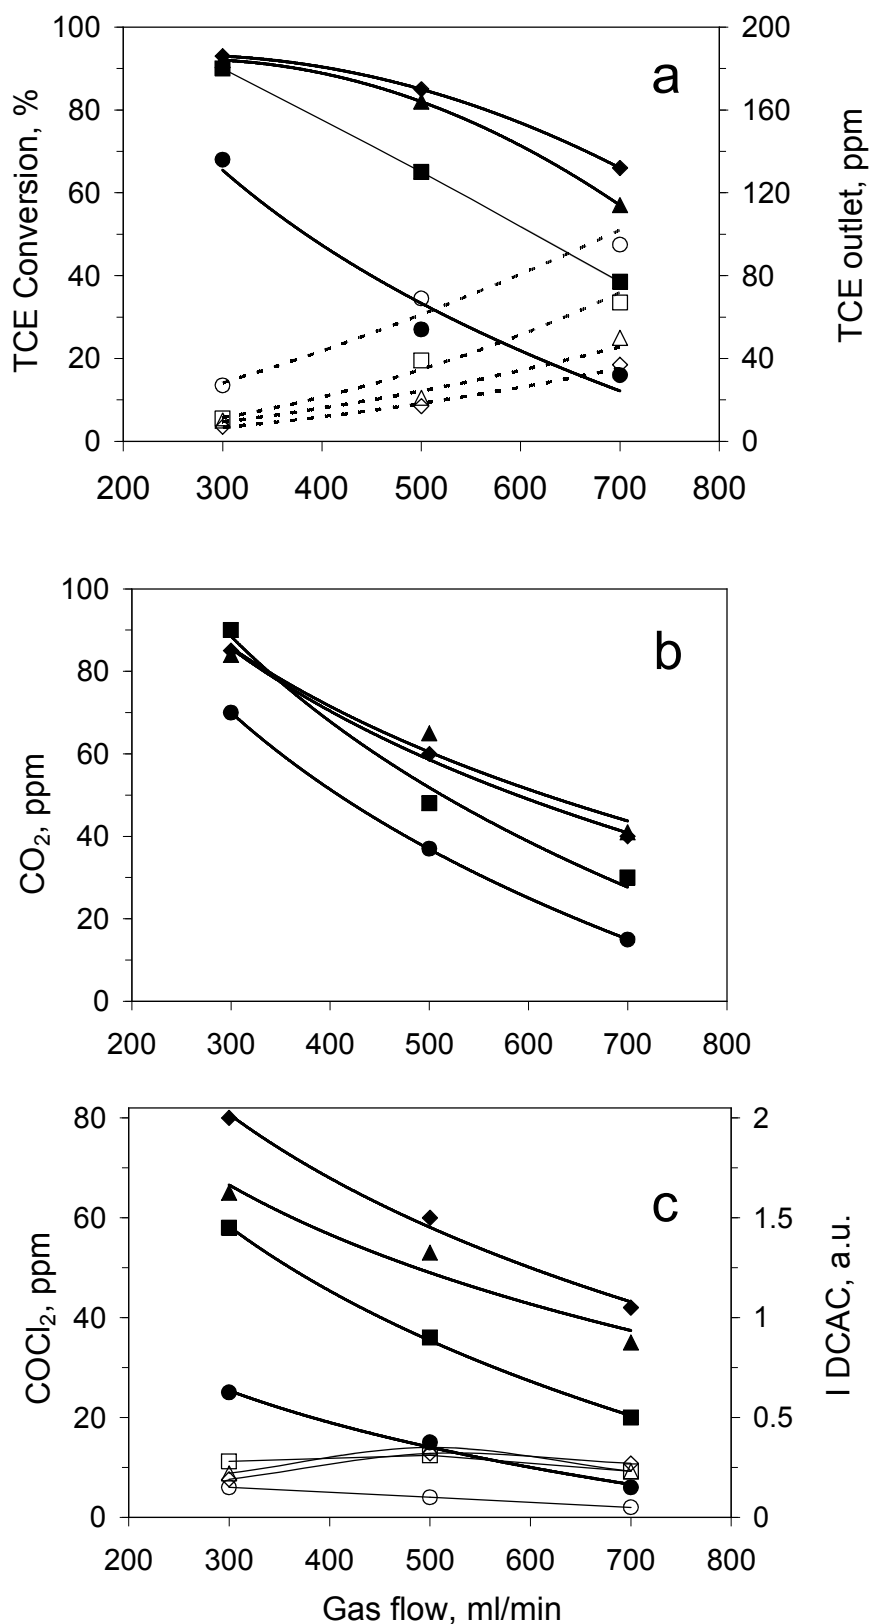 100
80
60
40
20
0
TCE Conversion, %
200
160
120
80
40
0
TCE outlet, ppm
a
200 300 400 500 600 700 800
100
80
60
40
20
0
CO₂, ppm
b
200 300 400 500 600 700 800
80
60
40
20
0
COCl₂, ppm
2
1.5
1
0.5
0
I DCAC, a.u.
c
200 300 400 500 600 700 800
Gas flow, ml/min